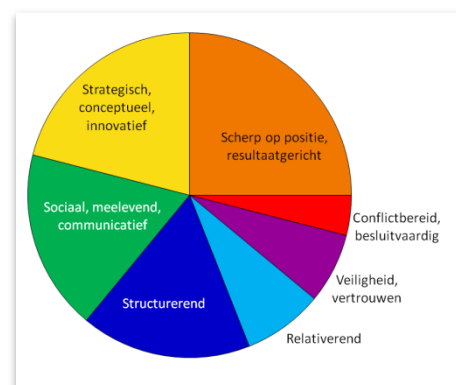 Strategisch,
conceptueel,
innovatief
Scherp op positie,
resultaatgericht
Sociaal, meelevend,
communicatief
Conflictbereid,
besluitvaardig
Veiligheid,
vertrouwen
Structurerend
Relativerend